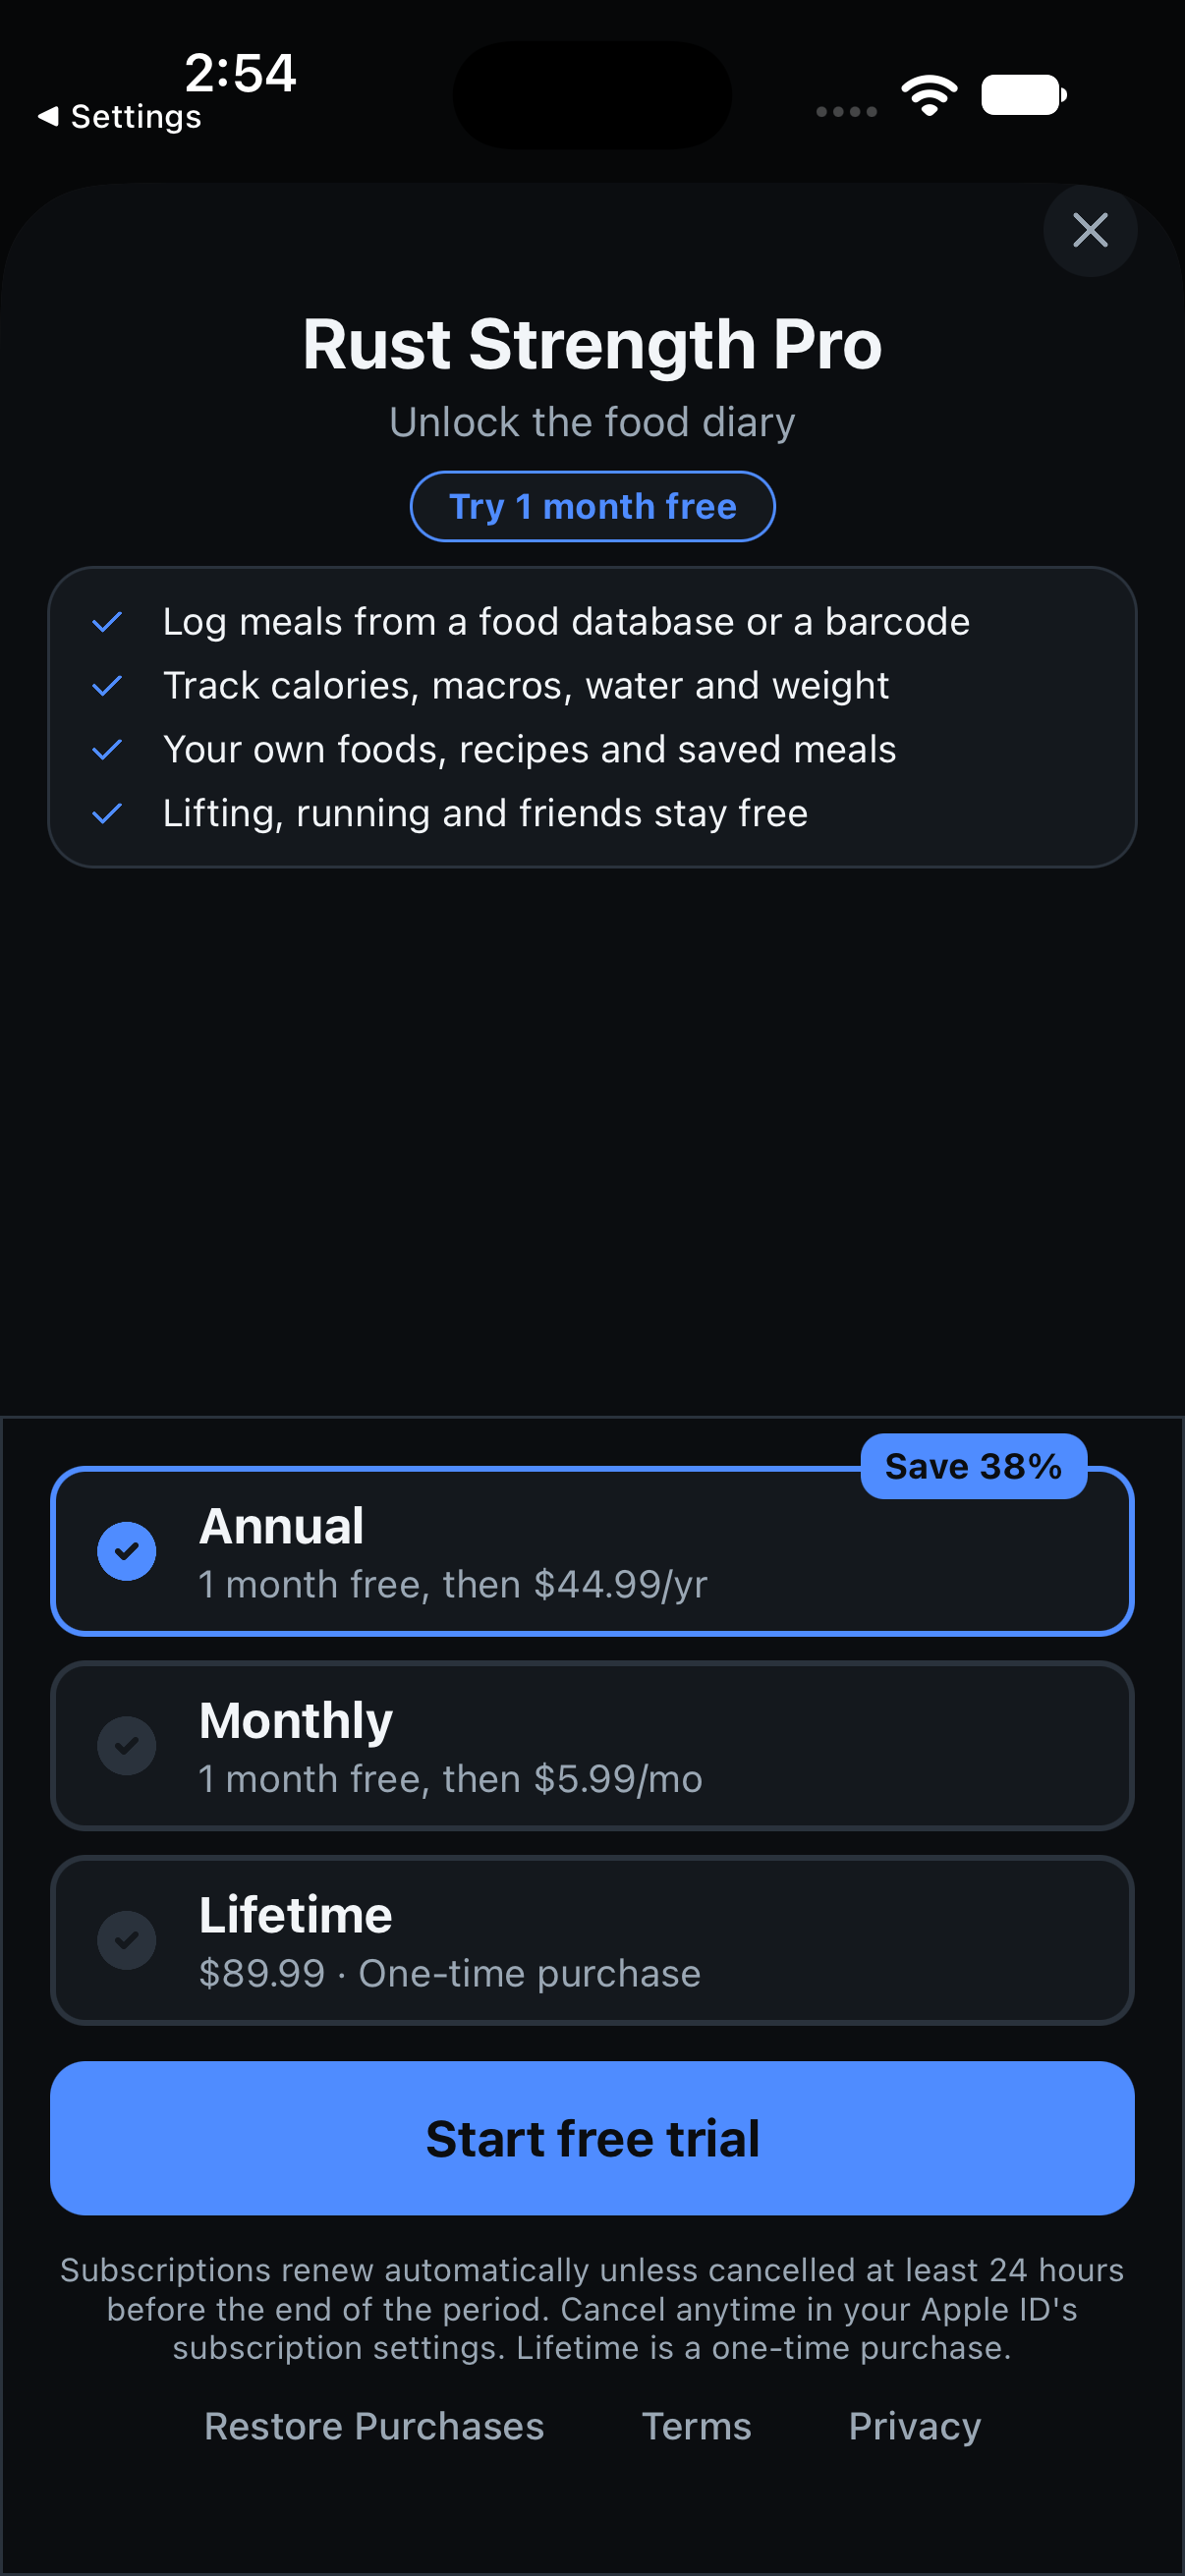 2:54
Settings
Rust Strength Pro
Unlock the food diary
Try 1 month free
Log meals from a food database or a barcode
Track calories, macros, water and weight
Your own foods, recipes and saved meals
Lifting, running and friends stay free
Save 38%
Annual
1 month free, then $44.99/yr
Monthly
1 month free, then $5.99/mo
Lifetime
$89.99 · One-time purchase
Start free trial
Subscriptions renew automatically unless cancelled at least 24 hours
before the end of the period. Cancel anytime in your Apple ID's
subscription settings. Lifetime is a one-time purchase.
Restore Purchases Terms Privacy